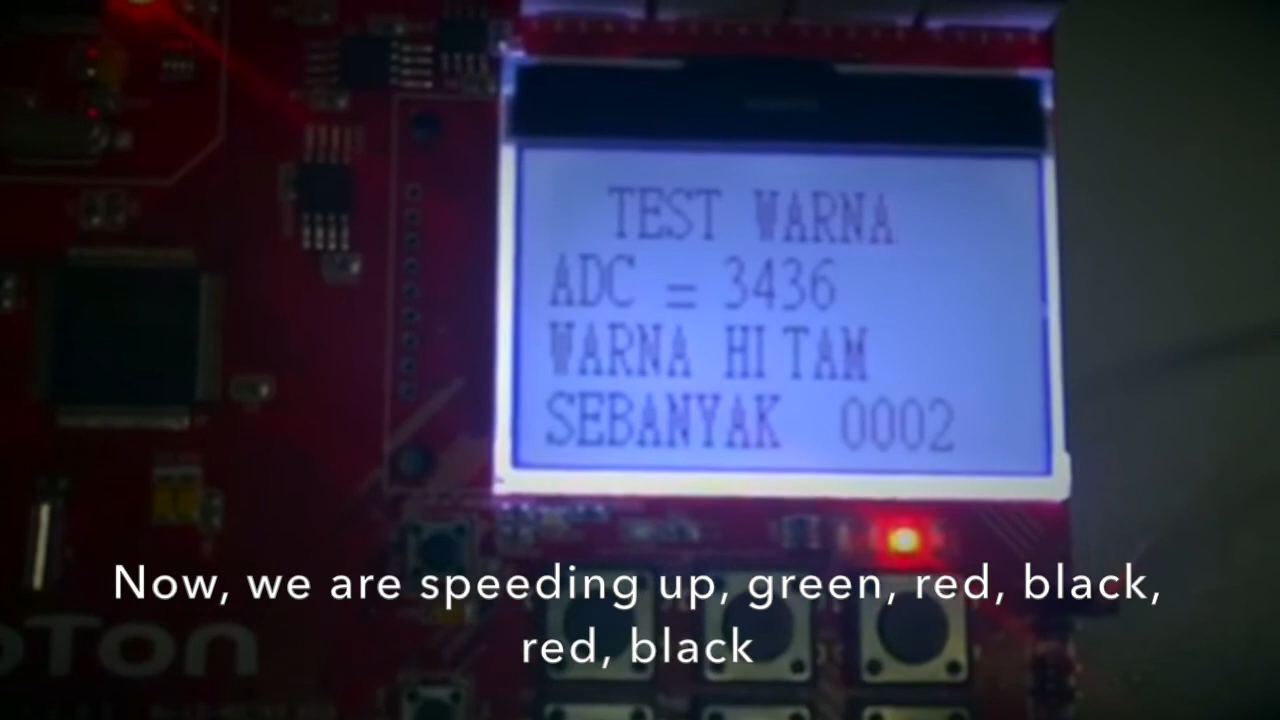 TEST WARNA
ADC = 3436
WARNA HITAM
SEBANYAK 0002
Now, we are speeding up, green, red, black,
red, black